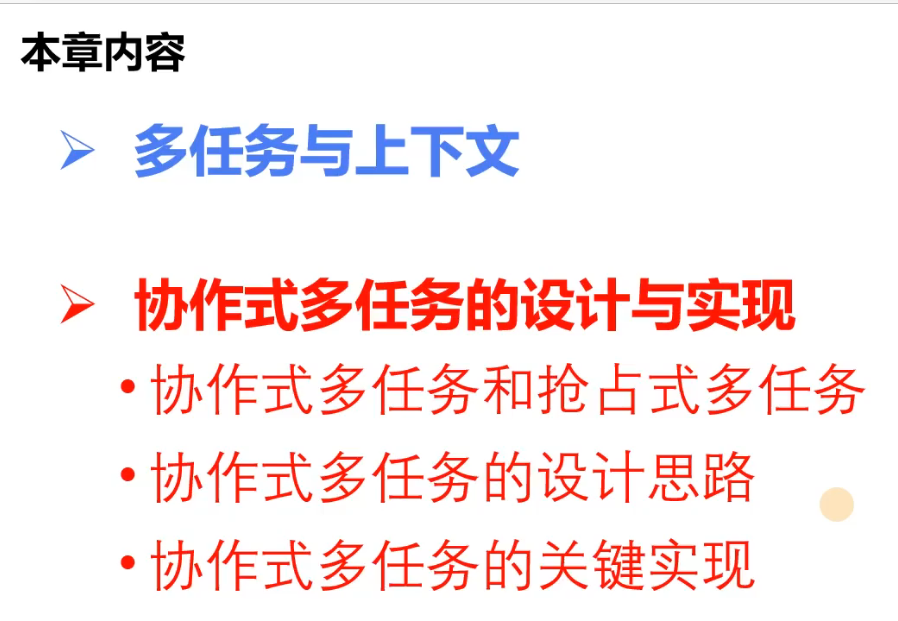 本章内容
➢ 多任务与上下文
➢ 协作式多任务的设计与实现
• 协作式多任务和抢占式多任务
• 协作式多任务的设计思路
• 协作式多任务的关键实现